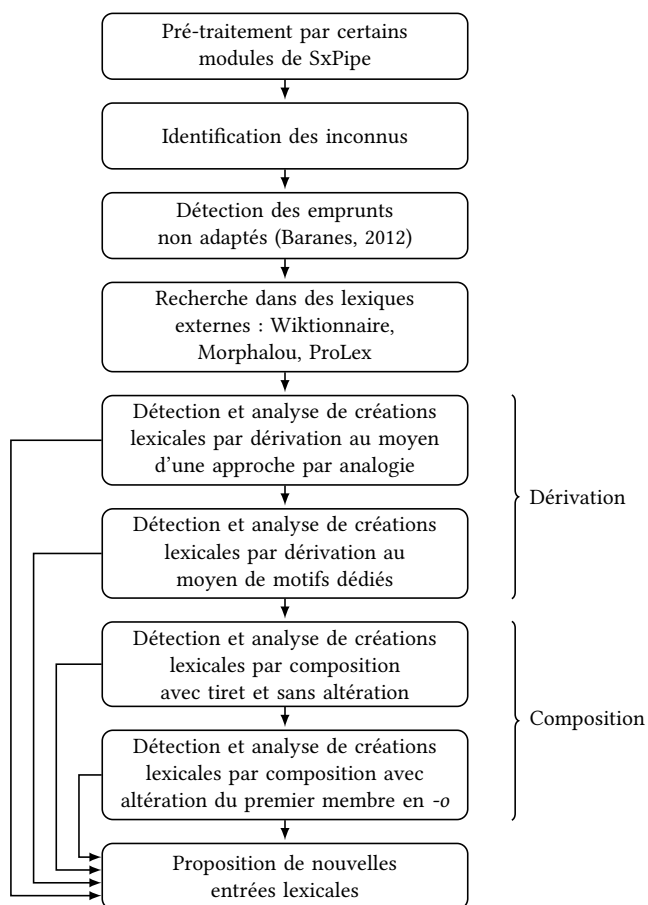 Pré-traitement par certains
modules de SxPipe
Identification des inconnus
Détection des emprunts
non adaptés (Baranes, 2012)
Recherche dans des lexiques
externes : Wiktionnaire,
Morphalou, ProLex
Détection et analyse de créations
lexicales par dérivation au moyen
d'une approche par analogie
Détection et analyse de créations
lexicales par dérivation au
moyen de motifs dédiés
Dérivation
Détection et analyse de créations
lexicales par composition
avec tiret et sans altération
Détection et analyse de créations
lexicales par composition avec
altération du premier membre en -o
Composition
Proposition de nouvelles
entrées lexicales